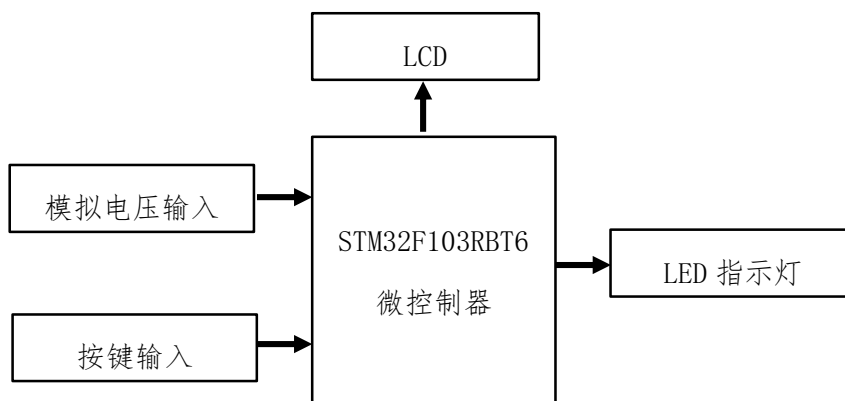 LCD
模拟电压输入
STM32F103RBT6
微控制器
LED 指示灯
按键输入